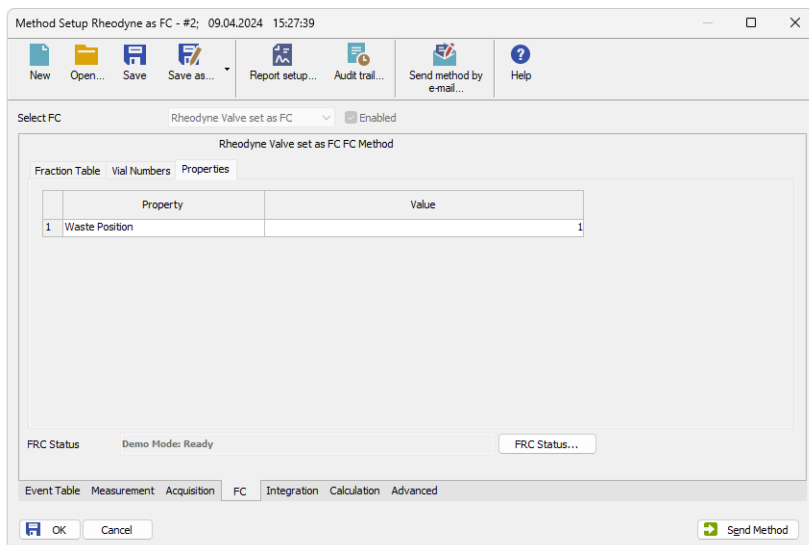 Method Setup Rheodyne as FC - #2; 09.04.2024 15:27:39
New Open... Save Save as... Report setup... Audit trail... Send method by e-mail... Help
Select FC Rheodyne Valve set as FC Enabled
Rheodyne Valve set as FC FC Method
Fraction Table Vial Numbers Properties
Property Value
1 Waste Position 1
FRC Status Demo Mode: Ready FRC Status...
Event Table Measurement Acquisition FC Integration Calculation Advanced
OK Cancel Send Method